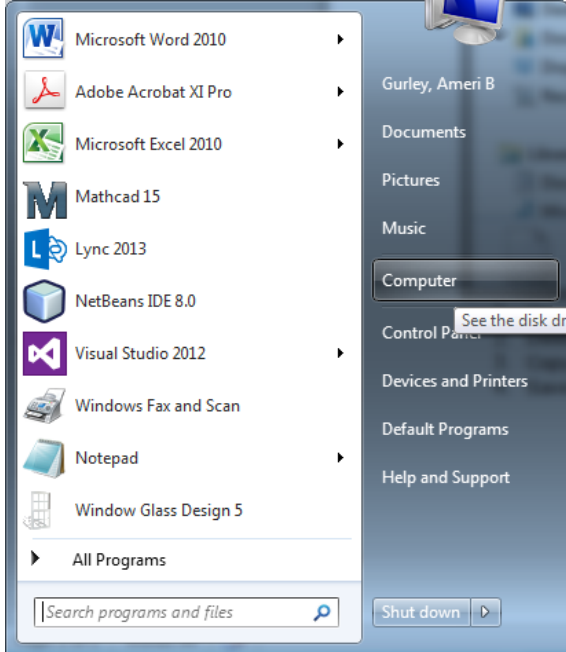 Microsoft Word 2010
Adobe Acrobat XI Pro
Microsoft Excel 2010
Mathcad 15
Lync 2013
NetBeans IDE 8.0
Visual Studio 2012
Windows Fax and Scan
Notepad
Window Glass Design 5
All Programs
Search programs and files
Gurley, Ameri B
Documents
Pictures
Music
Computer
See the disk dr
Control Panel
Devices and Printers
Default Programs
Help and Support
Shut down